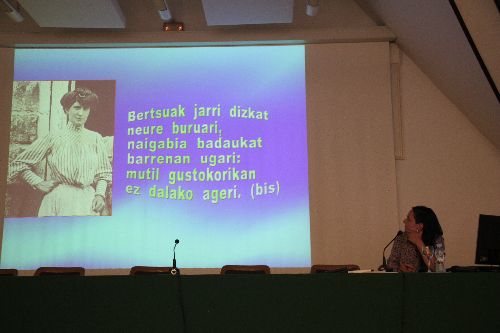 Bertsuak jarri dizkat
neure buruari,
naigabia badaukat
barrenan ugari:
mutil gustokorikan
ez dalako ageri. (bis)